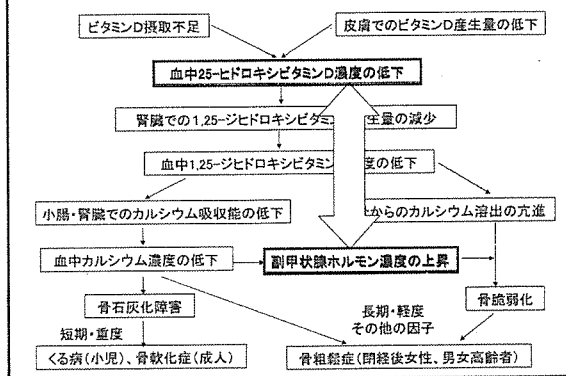 ビタミンD摂取不足
皮膚でのビタミンD産生量の低下
血中25-ヒドロキシビタミンD濃度の低下
腎臓での1,25-ジヒドロキシビタミ 生量の減少
血中1,25-ジヒドロキシビタミン 度の低下
小腸・腎臓でのカルシウム吸収能の低下
からのカルシウム溶出の亢進
血中カルシウム濃度の低下
副甲状腺ホルモン濃度の上昇
骨石灰化障害
骨脆弱化
短期・重度
長期・軽度
その他の因子
くる病(小児)、骨軟化症(成人)
骨粗鬆症(閉経後女性、男女高齢者)